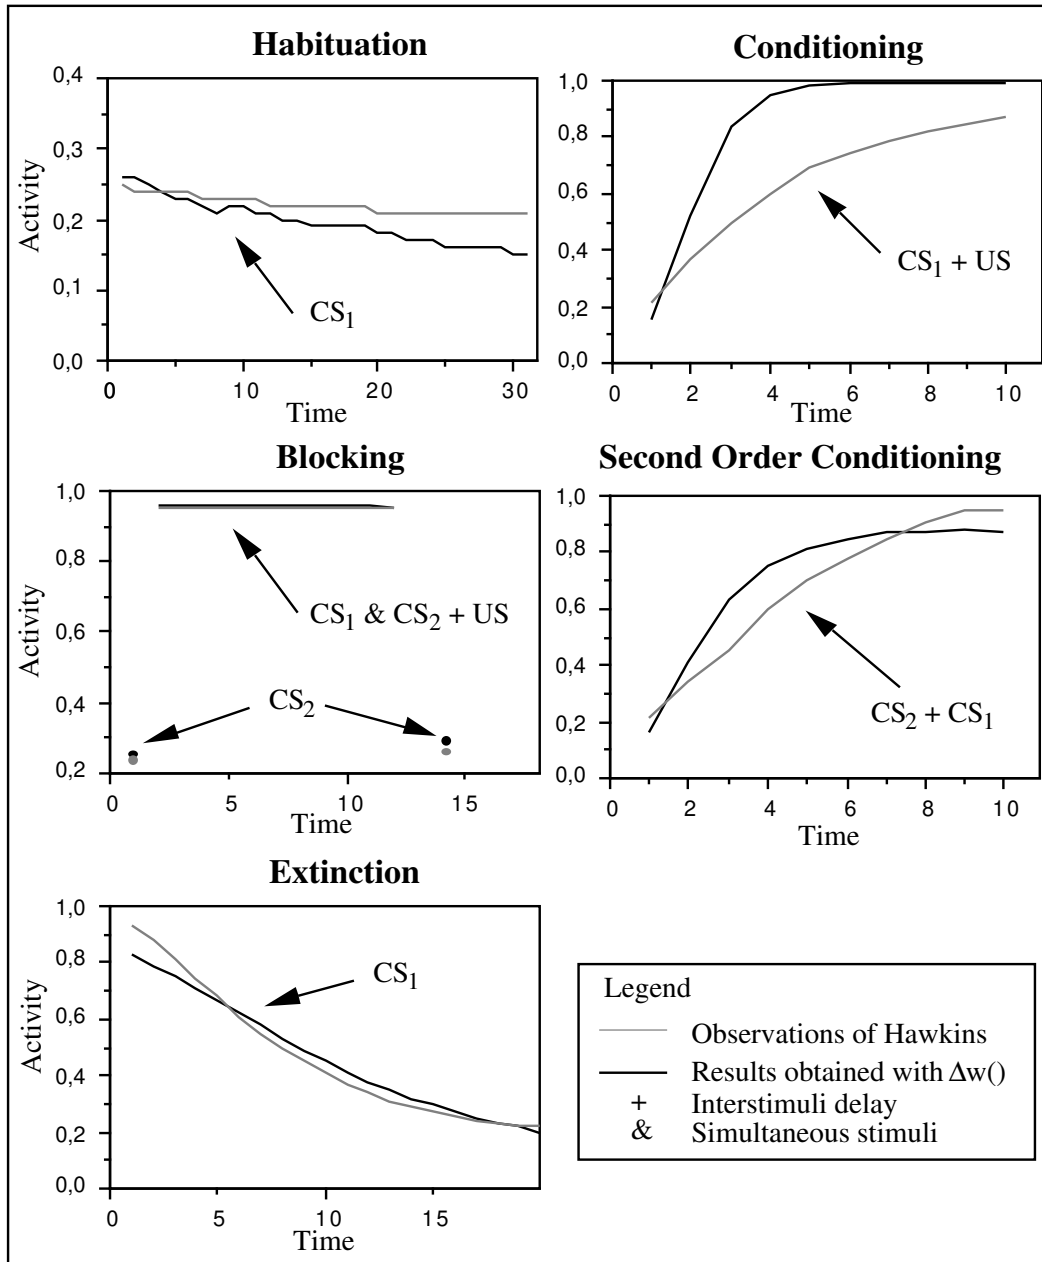 Habituation
Activity
0,4
0,3
0,2
0,1
0,0
0
10
20
30
Time
CS1
Conditioning
1,0
0,8
0,6
0,4
0,2
0,0
0
2
4
6
8
10
Time
CS1 + US
Blocking
Activity
1,0
0,8
0,6
0,4
0,2
0
5
10
15
Time
CS1 & CS2 + US
CS2
Second Order Conditioning
1,0
0,8
0,6
0,4
0,2
0,0
0
2
4
6
8
10
Time
CS2 + CS1
Extinction
Activity
1,0
0,8
0,6
0,4
0,2
0,0
0
5
10
15
Time
CS1
Legend
Observations of Hawkins
Results obtained with Δw()
+ Interstimuli delay
& Simultaneous stimuli